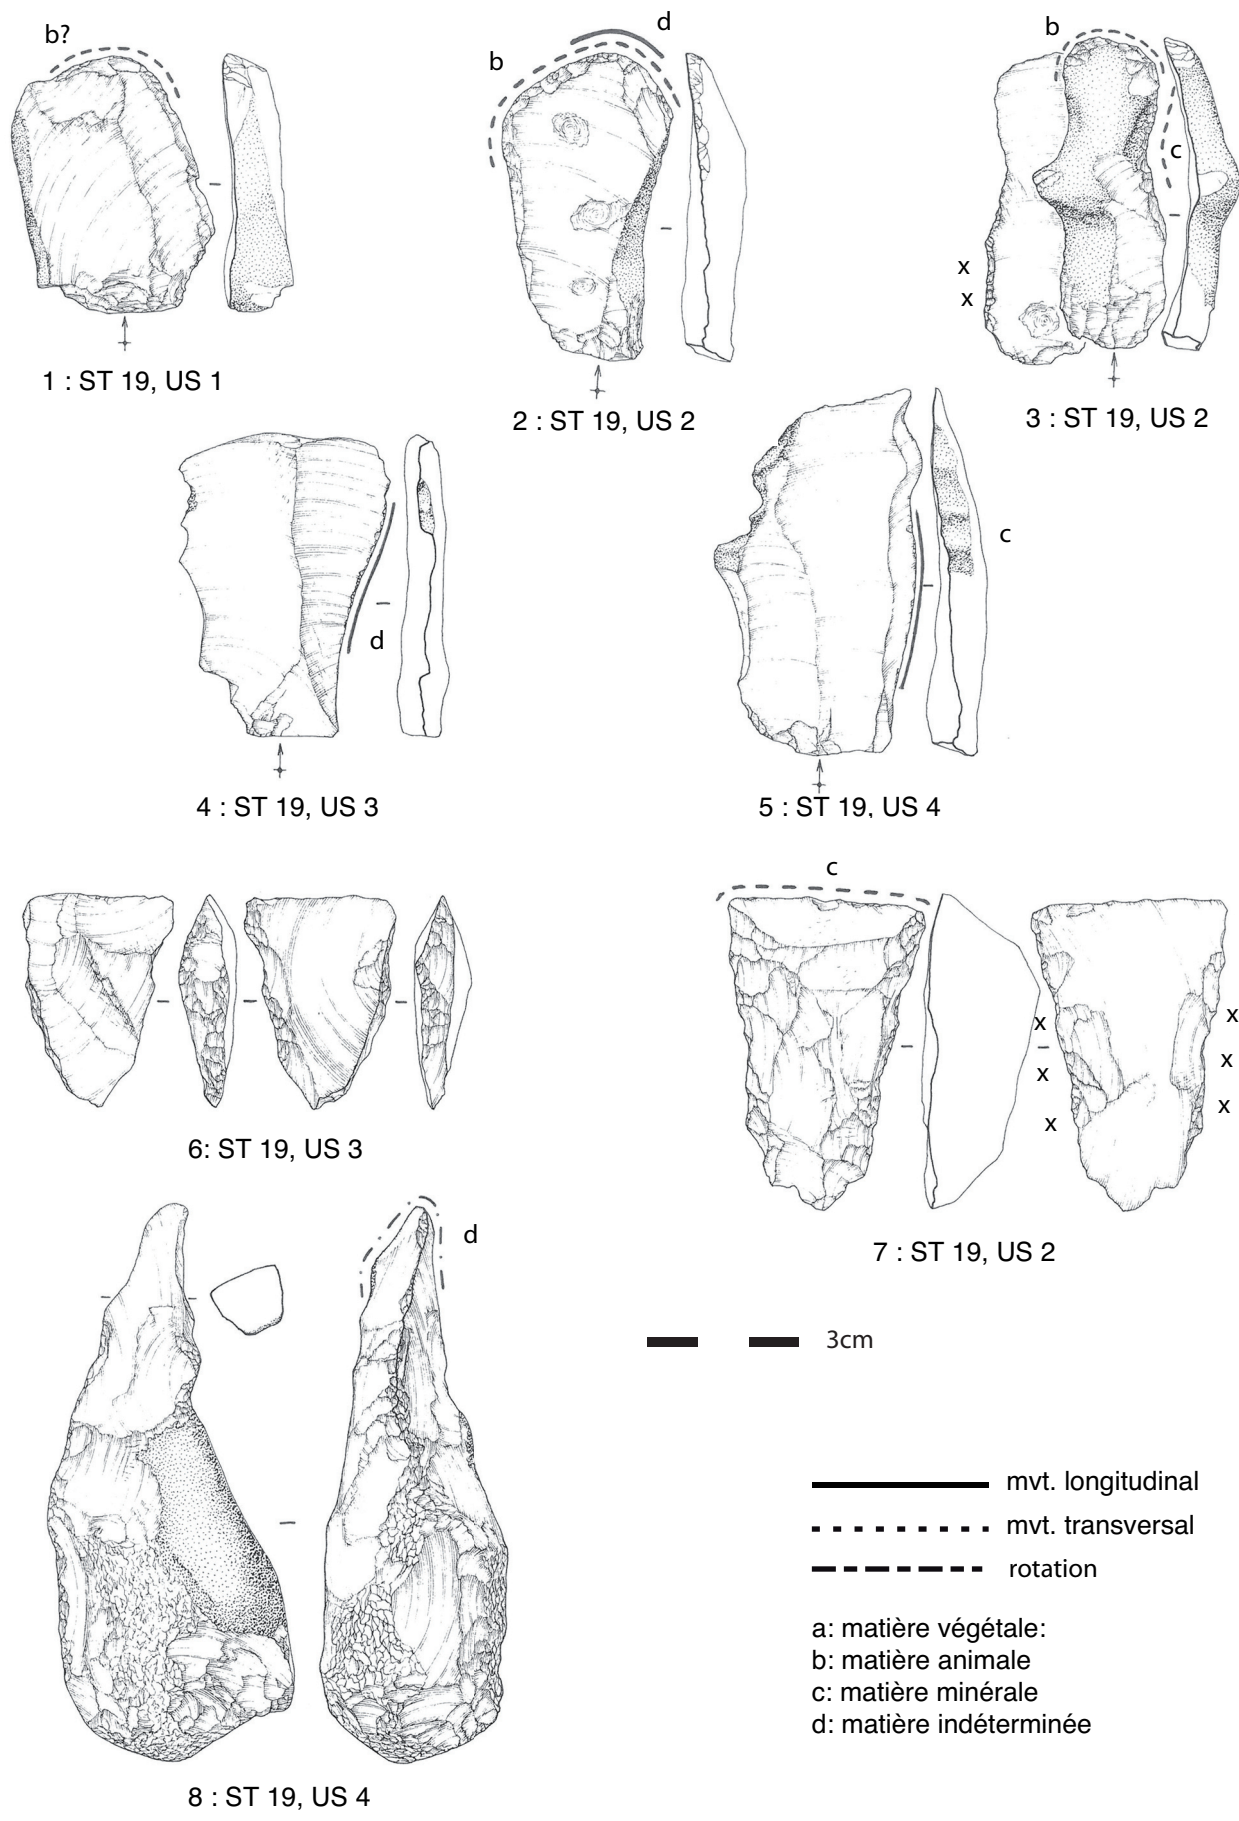 b?
b
d
b
c
x
x
1 : ST 19, US 1
2 : ST 19, US 2
3 : ST 19, US 2
d
c
4 : ST 19, US 3
5 : ST 19, US 4
c
x
x
x
x
x
x
6: ST 19, US 3
7 : ST 19, US 2
d
3cm
mvt. longitudinal
mvt. transversal
rotation
a: matière végétale:
b: matière animale
c: matière minérale
d: matière indéterminée
8 : ST 19, US 4